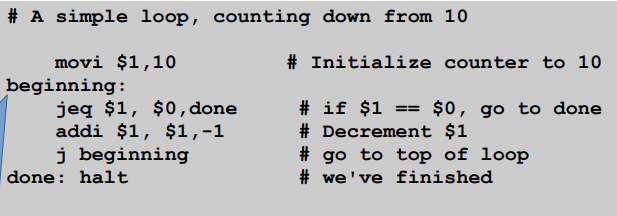 # A simple loop, counting down from 10
movi $1,10 # Initialize counter to 10
beginning:
jeq $1, $0,done # if $1 == $0, go to done
addi $1, $1,-1 # Decrement $1
j beginning # go to top of loop
done: halt # we've finished